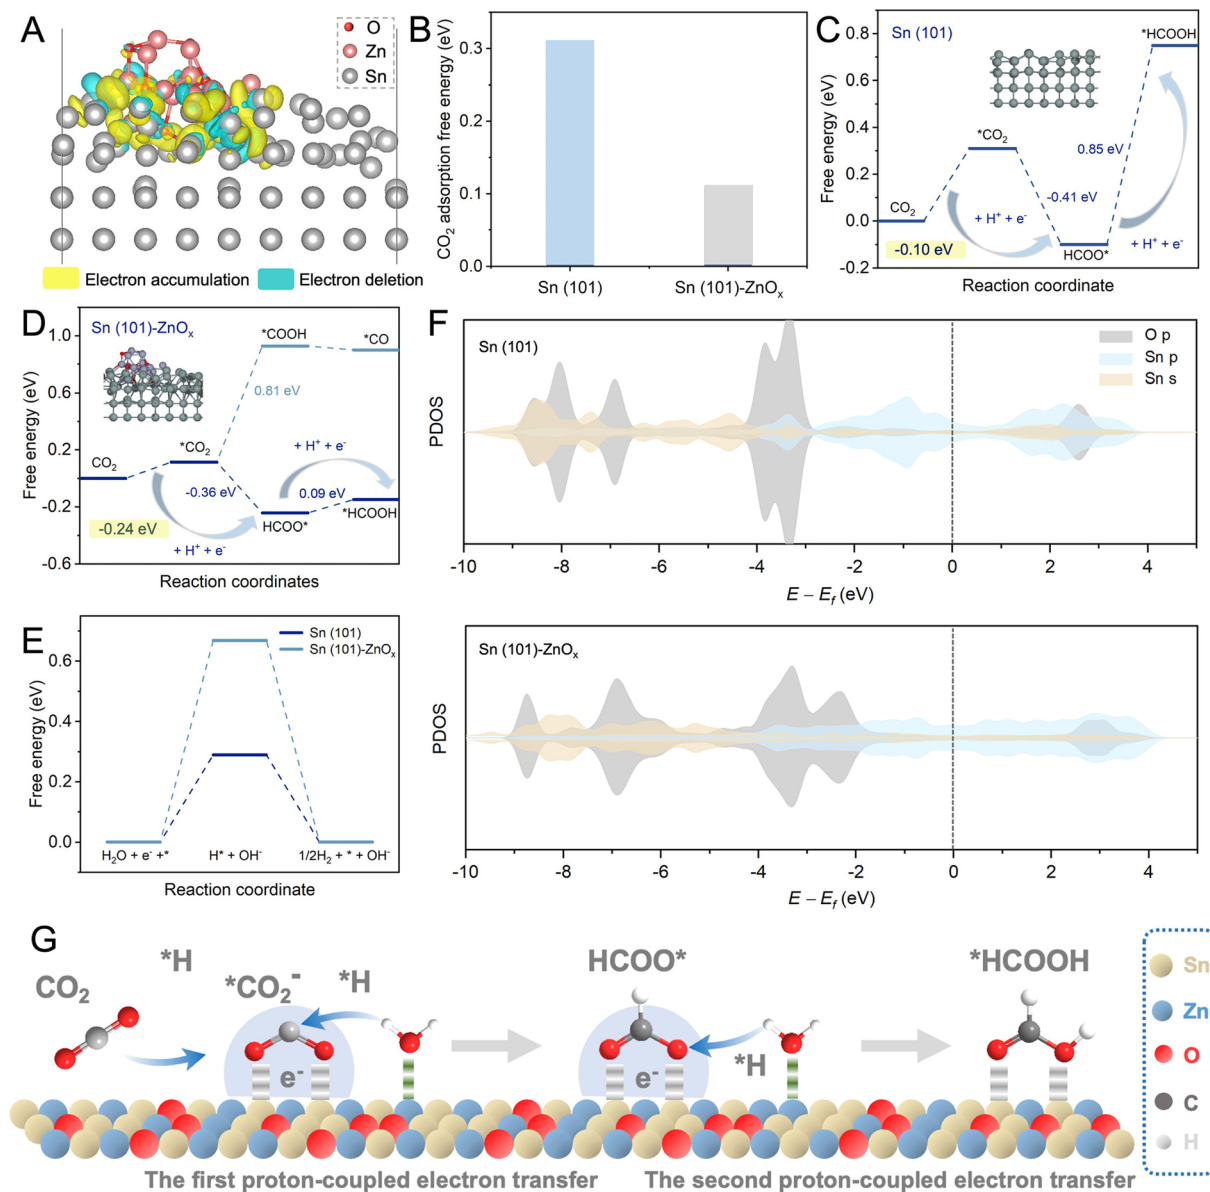 A
O
Zn
Sn
Electron accumulation
Electron deletion
B
CO2 adsorption free energy (eV)
0.3
0.2
0.1
0.0
Sn (101)
Sn (101)-ZnOx
C
Sn (101)
Free energy (eV)
0.8
0.6
0.4
0.2
0.0
-0.2
CO2
*CO2
HCOO*
*HCOOH
-0.10 eV
-0.41 eV
0.85 eV
+ H+ + e-
+ H+ + e-
Reaction coordinate
D
Sn (101)-ZnOx
Free energy (eV)
1.0
0.6
0.2
-0.2
-0.6
CO2
*CO2
*COOH
*CO
0.81 eV
+ H+ + e-
-0.36 eV
0.09 eV
HCOO*
*HCOOH
-0.24 eV
+ H+ + e-
Reaction coordinates
E
Sn (101)
Sn (101)-ZnOx
Free energy (eV)
0.6
0.4
0.2
0.0
H2O + e- +*
H* + OH-
1/2H2 + * + OH-
Reaction coordinate
F
Sn (101)
O p
Sn p
Sn s
PDOS
-10
-8
-6
-4
-2
0
2
4
E – Ef (eV)
Sn (101)-ZnOx
PDOS
-10
-8
-6
-4
-2
0
2
4
E – Ef (eV)
G
CO2
*H
*CO2-
*H
e-
HCOO*
*H
e-
*HCOOH
Sn
Zn
O
C
H
The first proton-coupled electron transfer
The second proton-coupled electron transfer